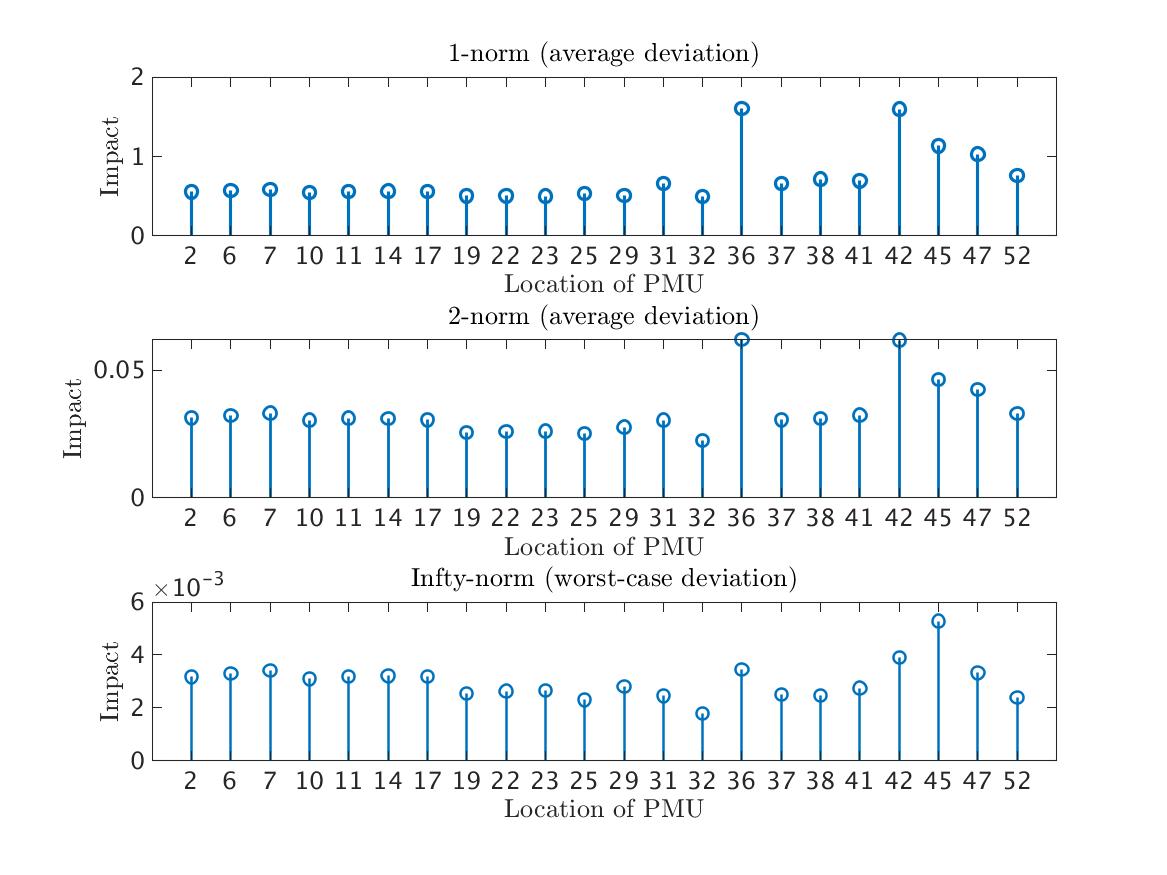 1-norm (average deviation)
2
1
0
Impact
2 6 7 10 11 14 17 19 22 23 25 29 31 32 36 37 38 41 42 45 47 52
Location of PMU
2-norm (average deviation)
0.05
0
Impact
2 6 7 10 11 14 17 19 22 23 25 29 31 32 36 37 38 41 42 45 47 52
Location of PMU
Infty-norm (worst-case deviation)
×10⁻³
6
4
2
0
Impact
2 6 7 10 11 14 17 19 22 23 25 29 31 32 36 37 38 41 42 45 47 52
Location of PMU